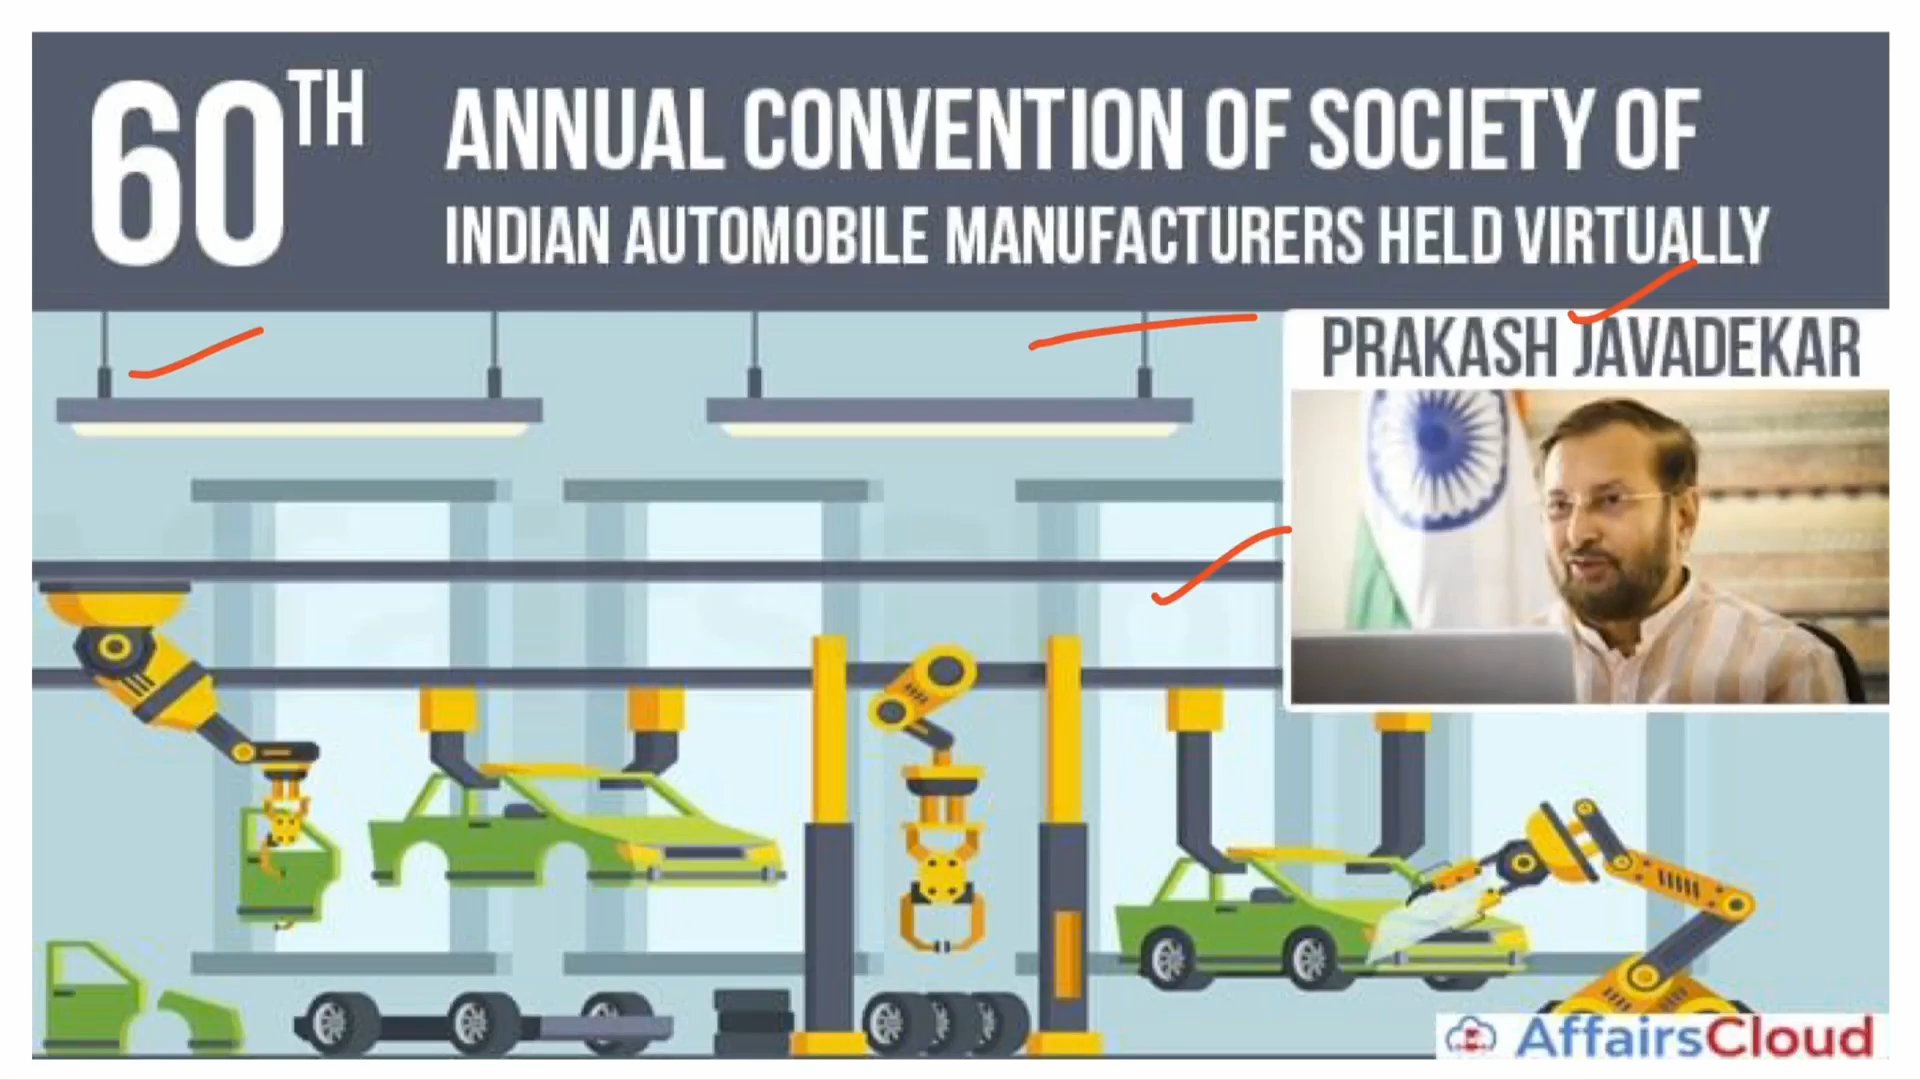 60TH
ANNUAL CONVENTION OF SOCIETY OF
INDIAN AUTOMOBILE MANUFACTURERS HELD VIRTUALLY
PRAKASH JAVADEKAR
AffairsCloud